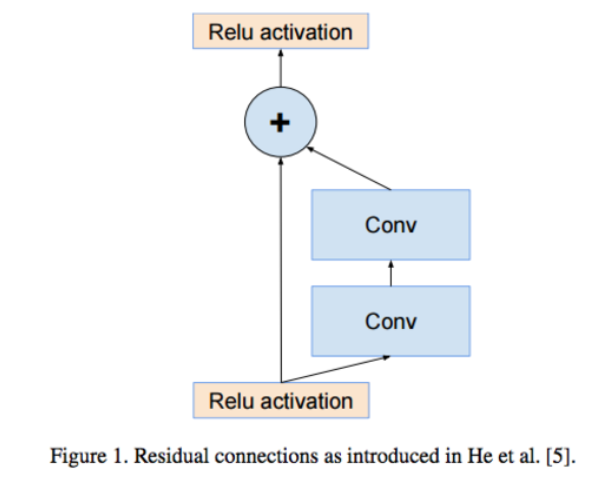 Relu activation
+
Conv
Conv
Relu activation
Figure 1. Residual connections as introduced in He et al. [5].